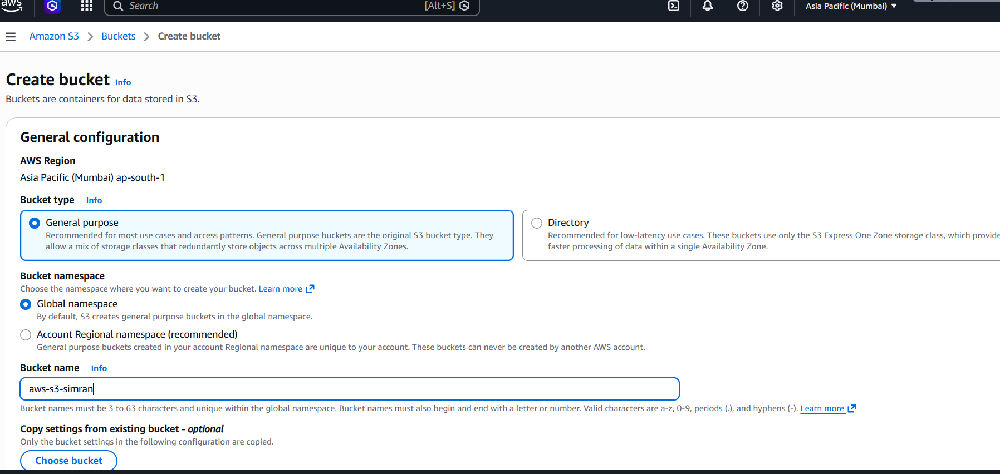 aws
Search [Alt+S]
Asia Pacific (Mumbai)
Amazon S3 Buckets Create bucket
Create bucket Info
Buckets are containers for data stored in S3.
General configuration
AWS Region
Asia Pacific (Mumbai) ap-south-1
Bucket type Info
General purpose
Recommended for most use cases and access patterns. General purpose buckets are the original S3 bucket type. They
allow a mix of storage classes that redundantly store objects across multiple Availability Zones.
Directory
Recommended for low-latency use cases. These buckets use only the S3 Express One Zone storage class, which provide
faster processing of data within a single Availability Zone.
Bucket namespace
Choose the namespace where you want to create your bucket. Learn more
Global namespace
By default, S3 creates general purpose buckets in the global namespace.
Account Regional namespace (recommended)
General purpose buckets created in your account Regional namespace are unique to your account. These buckets can never be created by another AWS account.
Bucket name Info
aws-s3-simran
Bucket names must be 3 to 63 characters and unique within the global namespace. Bucket names must also begin and end with a letter or number. Valid characters are a-z, 0-9, periods (.), and hyphens (-). Learn more
Copy settings from existing bucket - optional
Only the bucket settings in the following configuration are copied.
Choose bucket